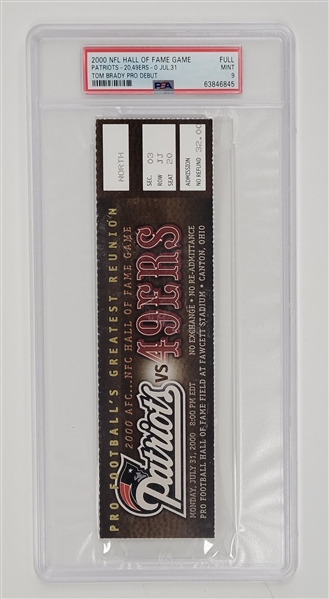 2000 NFL HALL OF FAME GAME FULL
PATRIOTS - 20,49ERS - 0 JUL 31 MINT
TOM BRADY PRO DEBUT PSA 9
63846845
PRO FOOTBALL'S GREATEST REUNION
2000 AFC...NFC HALL OF FAME GAME
Patriots VS 49ERS
MONDAY, JULY 31, 2000 8:00 PM EDT NO EXCHANGE • NO RE-ADMITTANCE
PRO FOOTBALL HALL OF FAME FIELD AT FAWCETT STADIUM • CANTON, OHIO
NORTH
SEC. 03
ROW JJ
SEAT 20
ADMISSION
NO REFUND 32.00